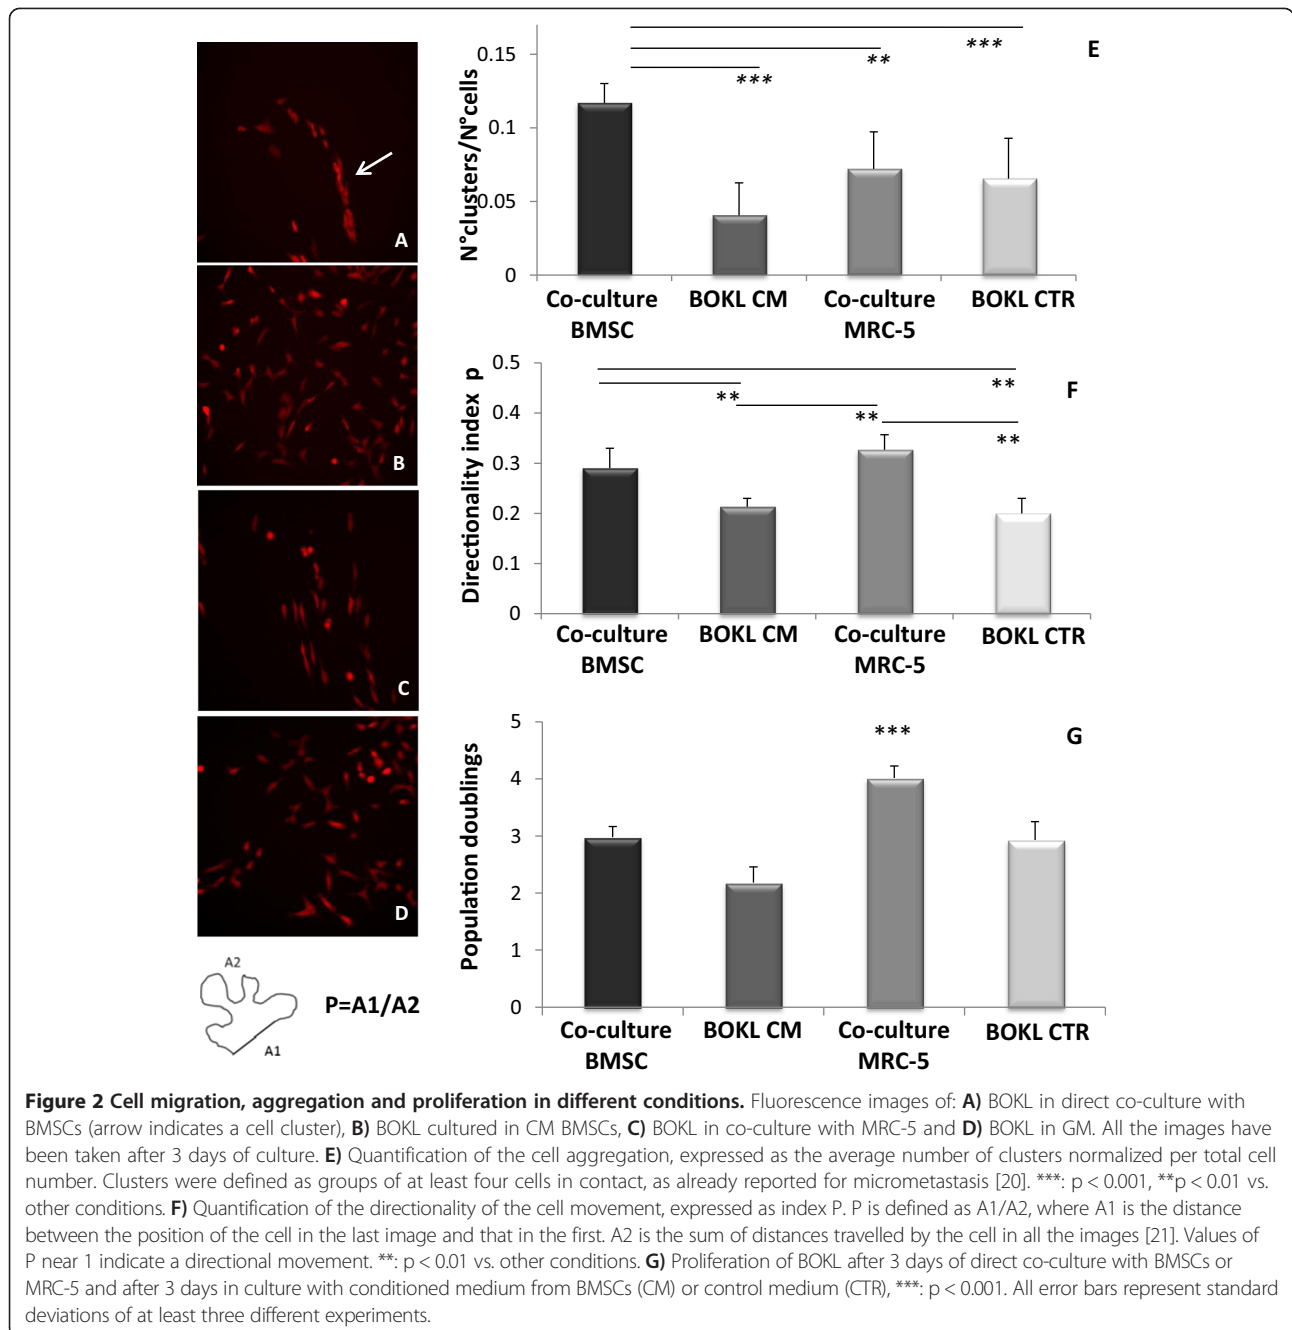 A
B
C
D
A2
A1
P=A1/A2
N°clusters/N°cells
0.15
0.1
0.05
0
***
**
***
E
Co-culture BMSC
BOKL CM
Co-culture MRC-5
BOKL CTR
Directionality index p
0.5
0.4
0.3
0.2
0.1
0
**
**
**
**
F
Co-culture BMSC
BOKL CM
Co-culture MRC-5
BOKL CTR
Population doublings
5
4
3
2
1
0
***
G
Co-culture BMSC
BOKL CM
Co-culture MRC-5
BOKL CTR
Figure 2 Cell migration, aggregation and proliferation in different conditions. Fluorescence images of: A) BOKL in direct co-culture with
BMSCs (arrow indicates a cell cluster), B) BOKL cultured in CM BMSCs, C) BOKL in co-culture with MRC-5 and D) BOKL in GM. All the images have
been taken after 3 days of culture. E) Quantification of the cell aggregation, expressed as the average number of clusters normalized per total cell
number. Clusters were defined as groups of at least four cells in contact, as already reported for micrometastasis [20]. ***: p < 0.001, **p < 0.01 vs.
other conditions. F) Quantification of the directionality of the cell movement, expressed as index P. P is defined as A1/A2, where A1 is the distance
between the position of the cell in the last image and that in the first. A2 is the sum of distances travelled by the cell in all the images [21]. Values of
P near 1 indicate a directional movement. **: p < 0.01 vs. other conditions. G) Proliferation of BOKL after 3 days of direct co-culture with BMSCs or
MRC-5 and after 3 days in culture with conditioned medium from BMSCs (CM) or control medium (CTR), ***: p < 0.001. All error bars represent standard
deviations of at least three different experiments.